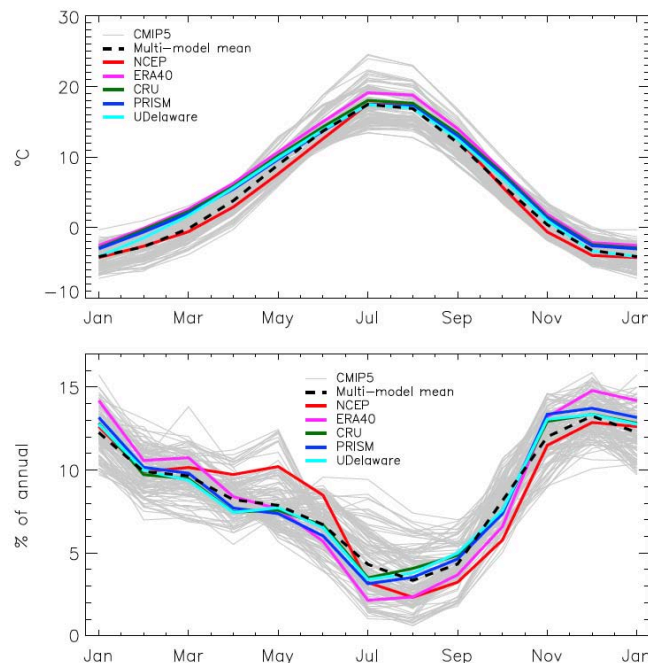 30
20
10
0
−10
°C
CMIP5
Multi−model mean
NCEP
ERA40
CRU
PRISM
UDelaware
Jan Mar May Jul Sep Nov Jan
15
10
5
0
% of annual
CMIP5
Multi−model mean
NCEP
ERA40
CRU
PRISM
UDelaware
Jan Mar May Jul Sep Nov Jan